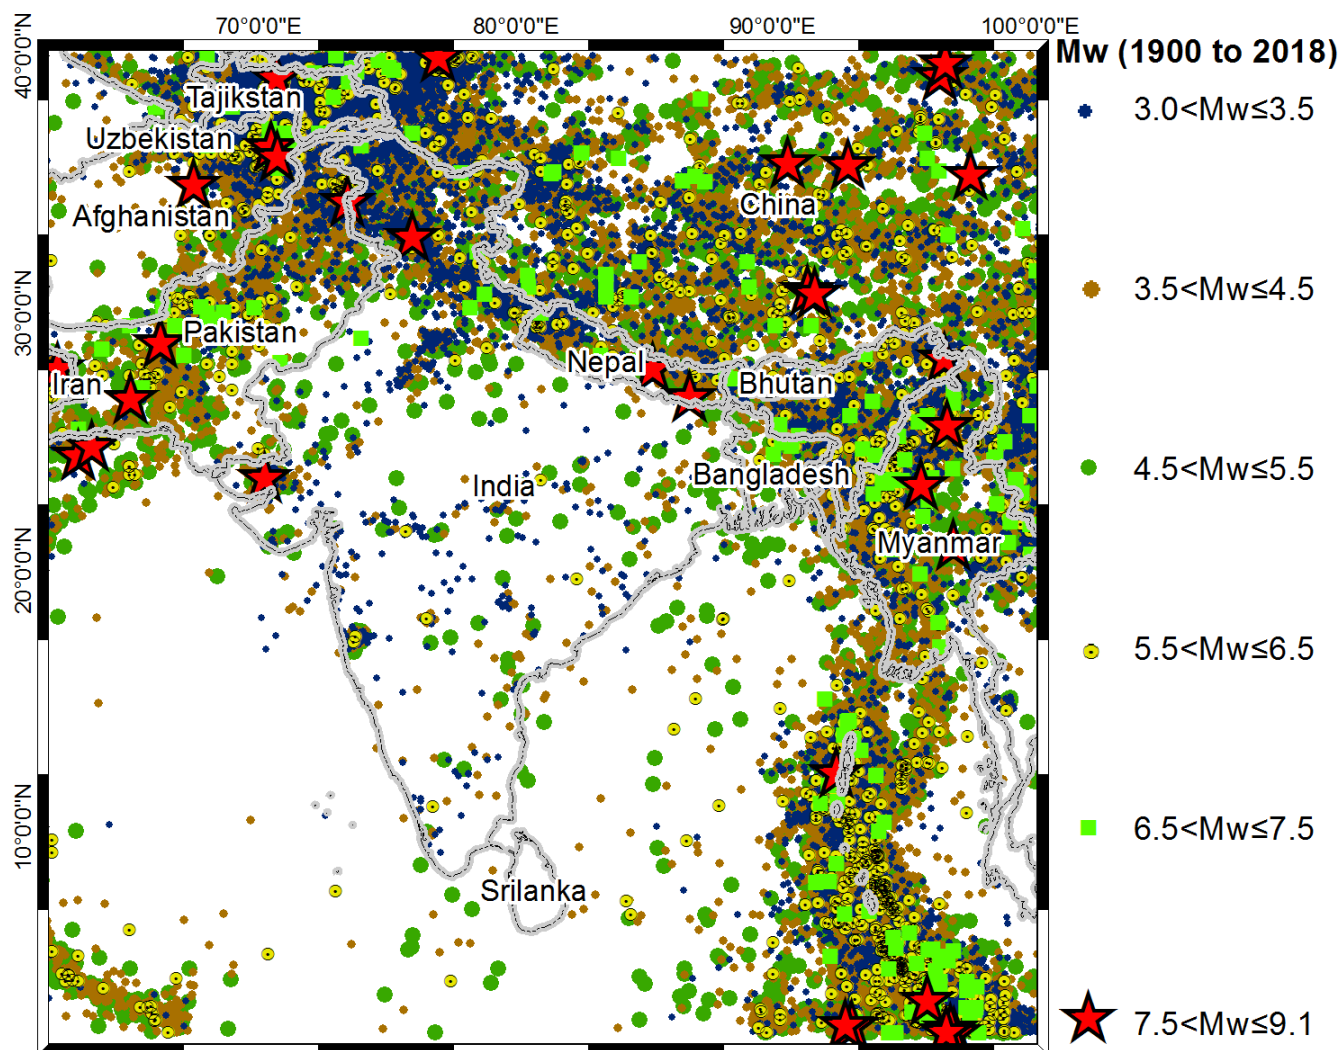 70°0'0"E 80°0'0"E 90°0'0"E 100°0'0"E
Mw (1900 to 2018)
40°0'0"N
Tajikstan
3.0<Mw≤3.5
Uzbekistan
Afghanistan
China
3.5<Mw≤4.5
30°0'0"N
Pakistan
Nepal
Iran
Bhutan
4.5<Mw≤5.5
Bangladesh
India
Myanmar
20°0'0"N
5.5<Mw≤6.5
10°0'0"N
6.5<Mw≤7.5
Srilanka
7.5<Mw≤9.1